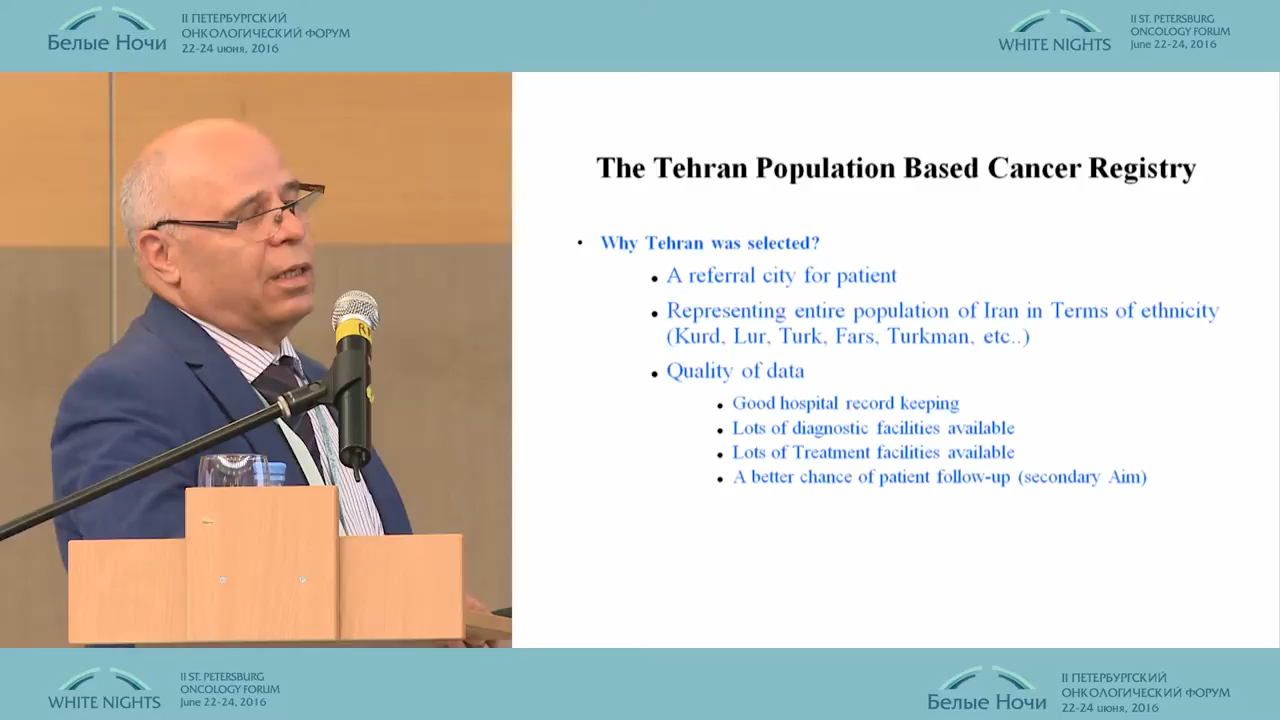 Белые Ночи
II ПЕТЕРБУРГСКИЙ
ОНКОЛОГИЧЕСКИЙ ФОРУМ
22-24 июня, 2016
WHITE NIGHTS
II ST. PETERSBURG
ONCOLOGY FORUM
June 22-24, 2016
The Tehran Population Based Cancer Registry
• Why Tehran was selected?
• A referral city for patient
• Representing entire population of Iran in Terms of ethnicity
(Kurd, Lur, Turk, Fars, Turkman, etc..)
• Quality of data
• Good hospital record keeping
• Lots of diagnostic facilities available
• Lots of Treatment facilities available
• A better chance of patient follow-up (secondary Aim)
WHITE NIGHTS
II ST. PETERSBURG
ONCOLOGY FORUM
June 22-24, 2016
Белые Ночи
II ПЕТЕРБУРГСКИЙ
ОНКОЛОГИЧЕСКИЙ ФОРУМ
22-24 июня, 2016